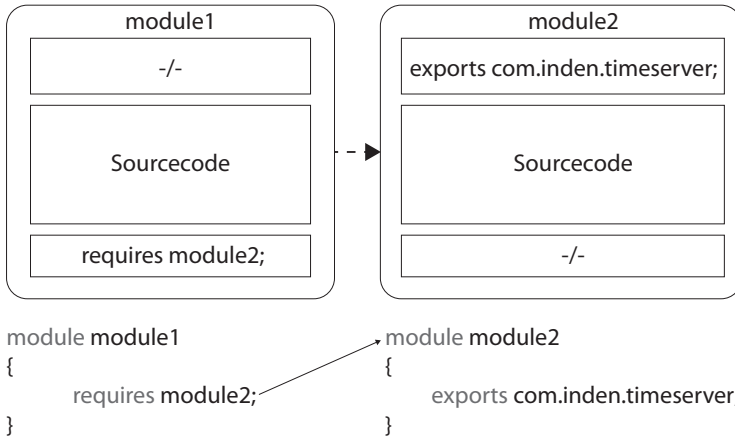 module1
-/-
Sourcecode
requires module2;
module2
exports com.inden.timeserver;
Sourcecode
-/-
module module1
{
requires module2;
}
module module2
{
exports com.inden.timeserver
}